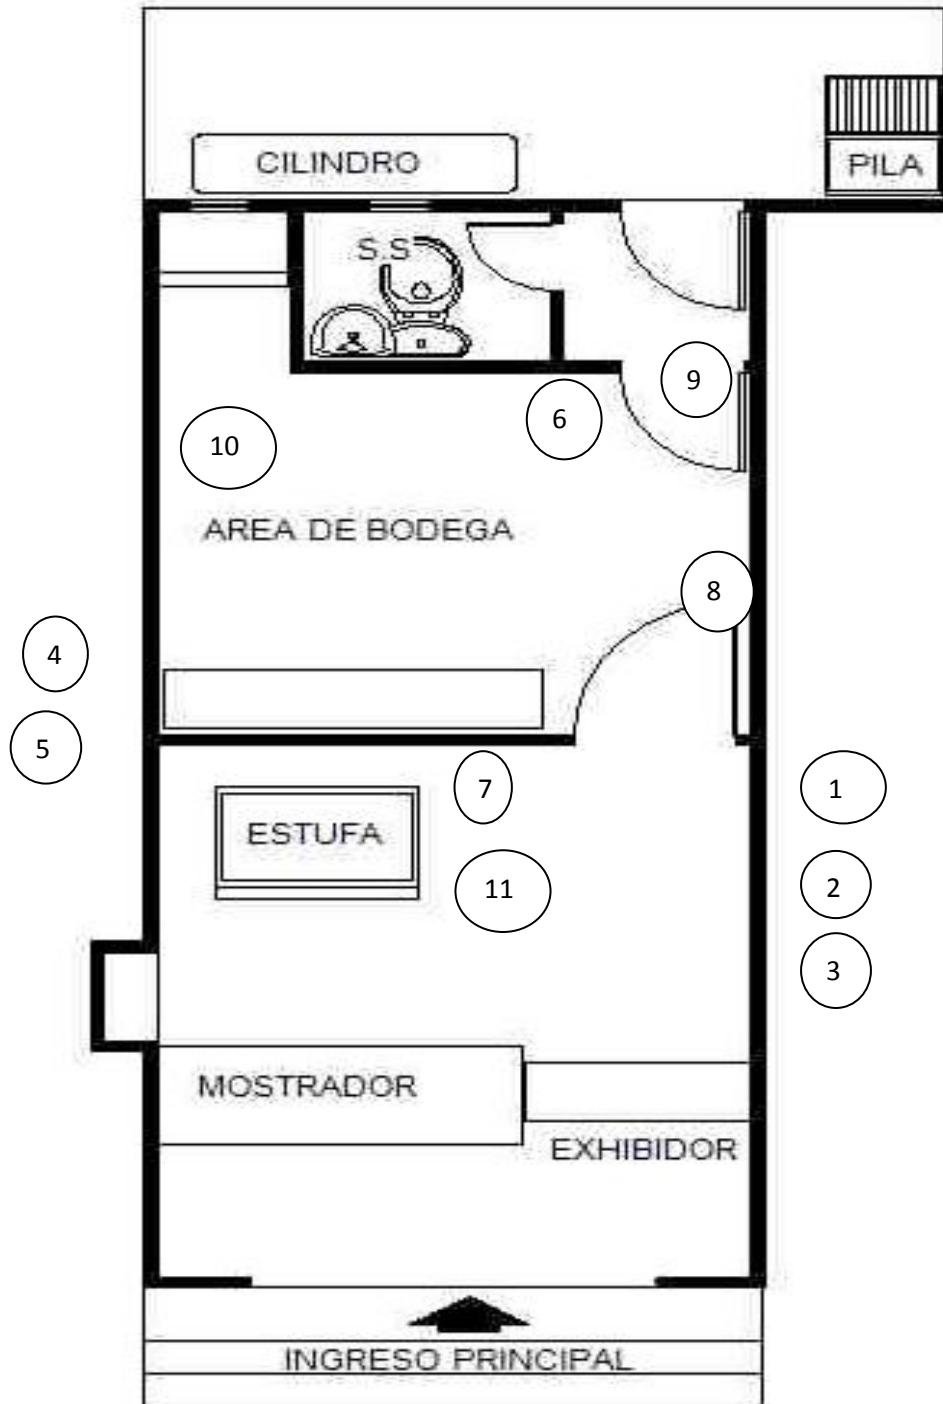 CILINDRO
PILA
S.S
9
6
10
AREA DE BODEGA
8
4
5
7
1
ESTUFA
11
2
3
MOSTRADOR
EXHIBIDOR
INGRESO PRINCIPAL